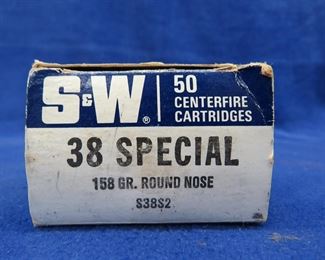 S&W®
50
CENTERFIRE
CARTRIDGES
38 SPECIAL
158 GR. ROUND NOSE
S38S2